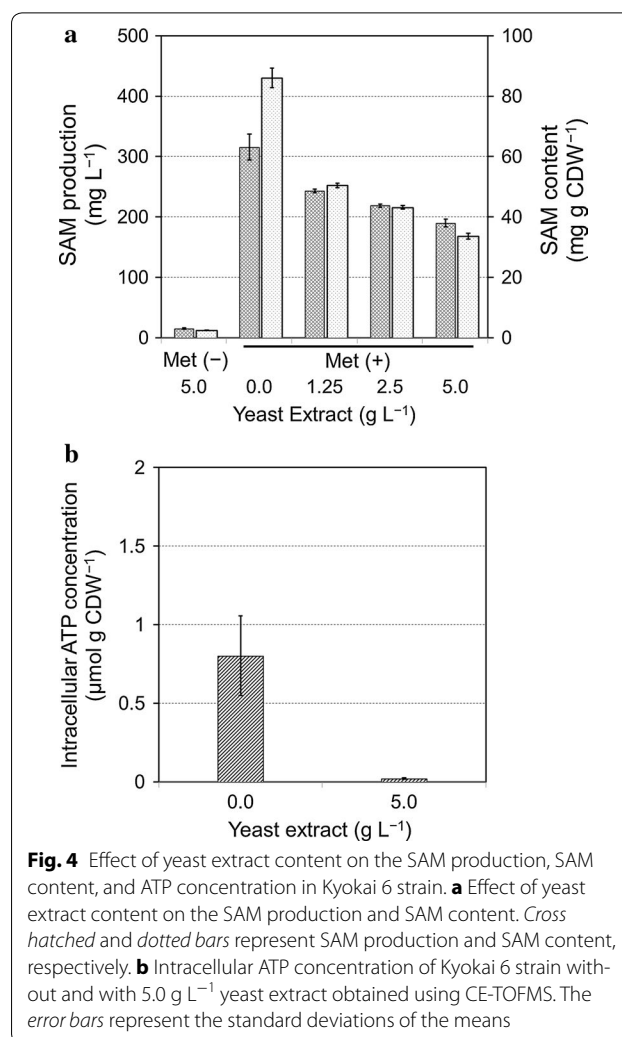 a
500
400
300
200
100
0
SAM production
(mg L⁻¹)
100
80
60
40
20
0
SAM content
(mg g CDW⁻¹)
Met (−)
Met (+)
5.0 0.0 1.25 2.5 5.0
Yeast Extract (g L⁻¹)
b
2
1.5
1
0.5
0
Intracellular ATP concentration
(µmol g CDW⁻¹)
0.0 5.0
Yeast extract (g L⁻¹)
Fig. 4 Effect of yeast extract content on the SAM production, SAM
content, and ATP concentration in Kyokai 6 strain. a Effect of yeast
extract content on the SAM production and SAM content. Cross
hatched and dotted bars represent SAM production and SAM content,
respectively. b Intracellular ATP concentration of Kyokai 6 strain with-
out and with 5.0 g L⁻¹ yeast extract obtained using CE-TOFMS. The
error bars represent the standard deviations of the means